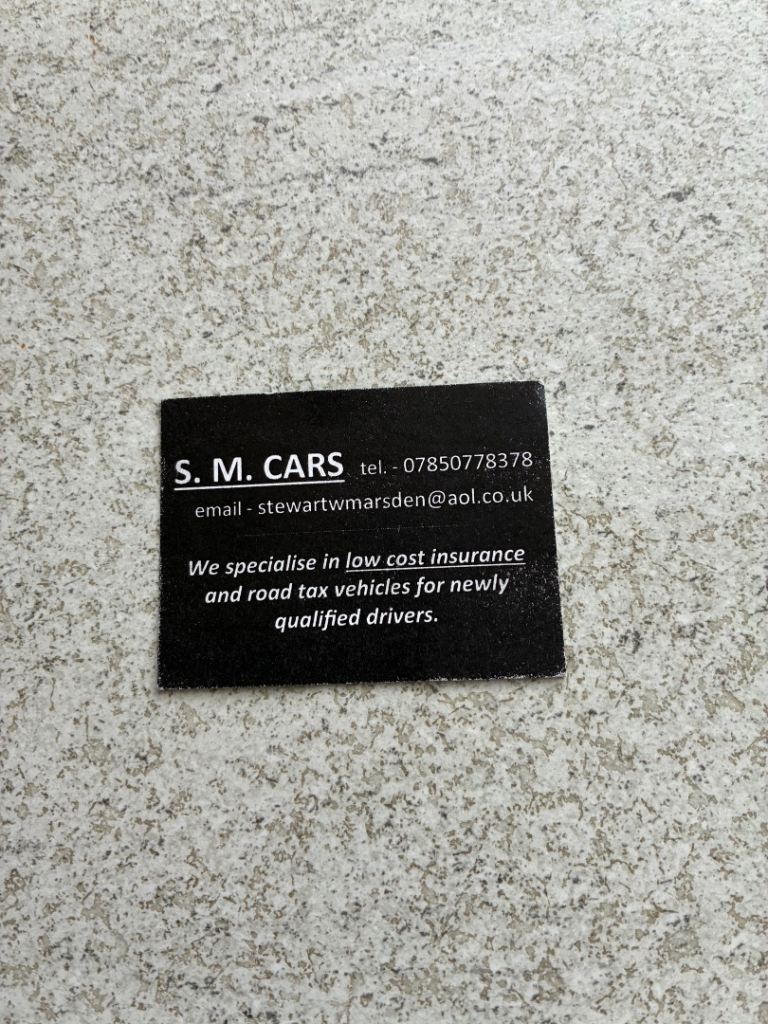 S. M. CARS tel. - 07850778378
email - stewartwmarsden@aol.co.uk
We specialise in low cost insurance
and road tax vehicles for newly
qualified drivers.